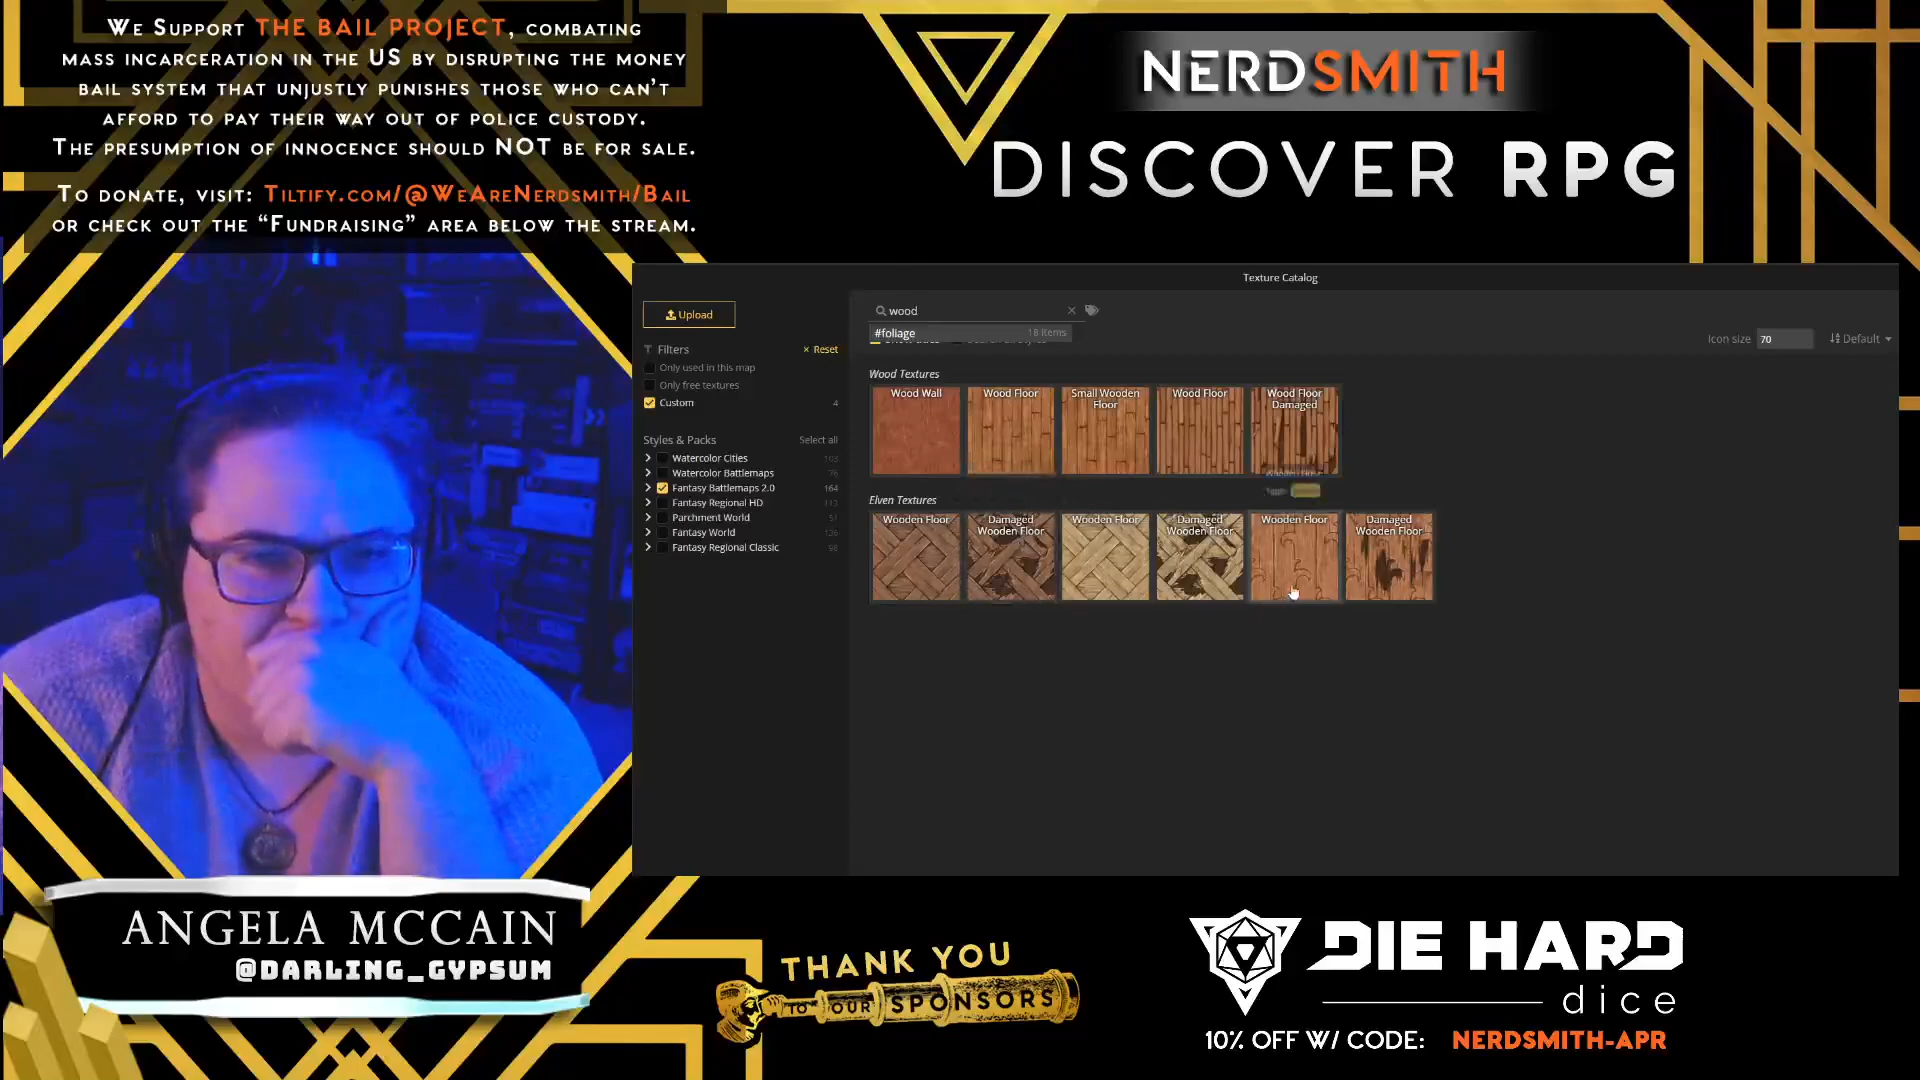 We Support THE BAIL PROJECT, combating
mass incarceration in the US by disrupting the money
bail system that unjustly punishes those who can't
afford to pay their way out of police custody.
The presumption of innocence should NOT be for sale.
To donate, visit: Tiltify.com/@WeAreNerdsmith/Bail
or check out the “Fundraising” area below the stream.
NERDSMITH
DISCOVER RPG
Texture Catalog
Upload
wood
#foliage 18 items
Filters × Reset
Only used in this map
Only free textures
Custom 4
Icon size 70 Default
Styles & Packs Select all
Watercolor Cities 103
Watercolor Battlemaps 76
Fantasy Battlemaps 2.0 164
Fantasy Regional HD 113
Parchment World 51
Fantasy World 126
Fantasy Regional Classic 98
Wood Textures
Wood Wall
Wood Floor
Small Wooden
Floor
Wood Floor
Wood Floor
Damaged
Elven Textures
Wooden Floor
Damaged
Wooden Floor
Wooden Floor
Damaged
Wooden Floor
Wooden Floor
Damaged
Wooden Floor
ANGELA MCCAIN
@DARLING_GYPSUM
THANK YOU
TO OUR SPONSORS
DIE HARD
dice
10% OFF W/ CODE: NERDSMITH-APR